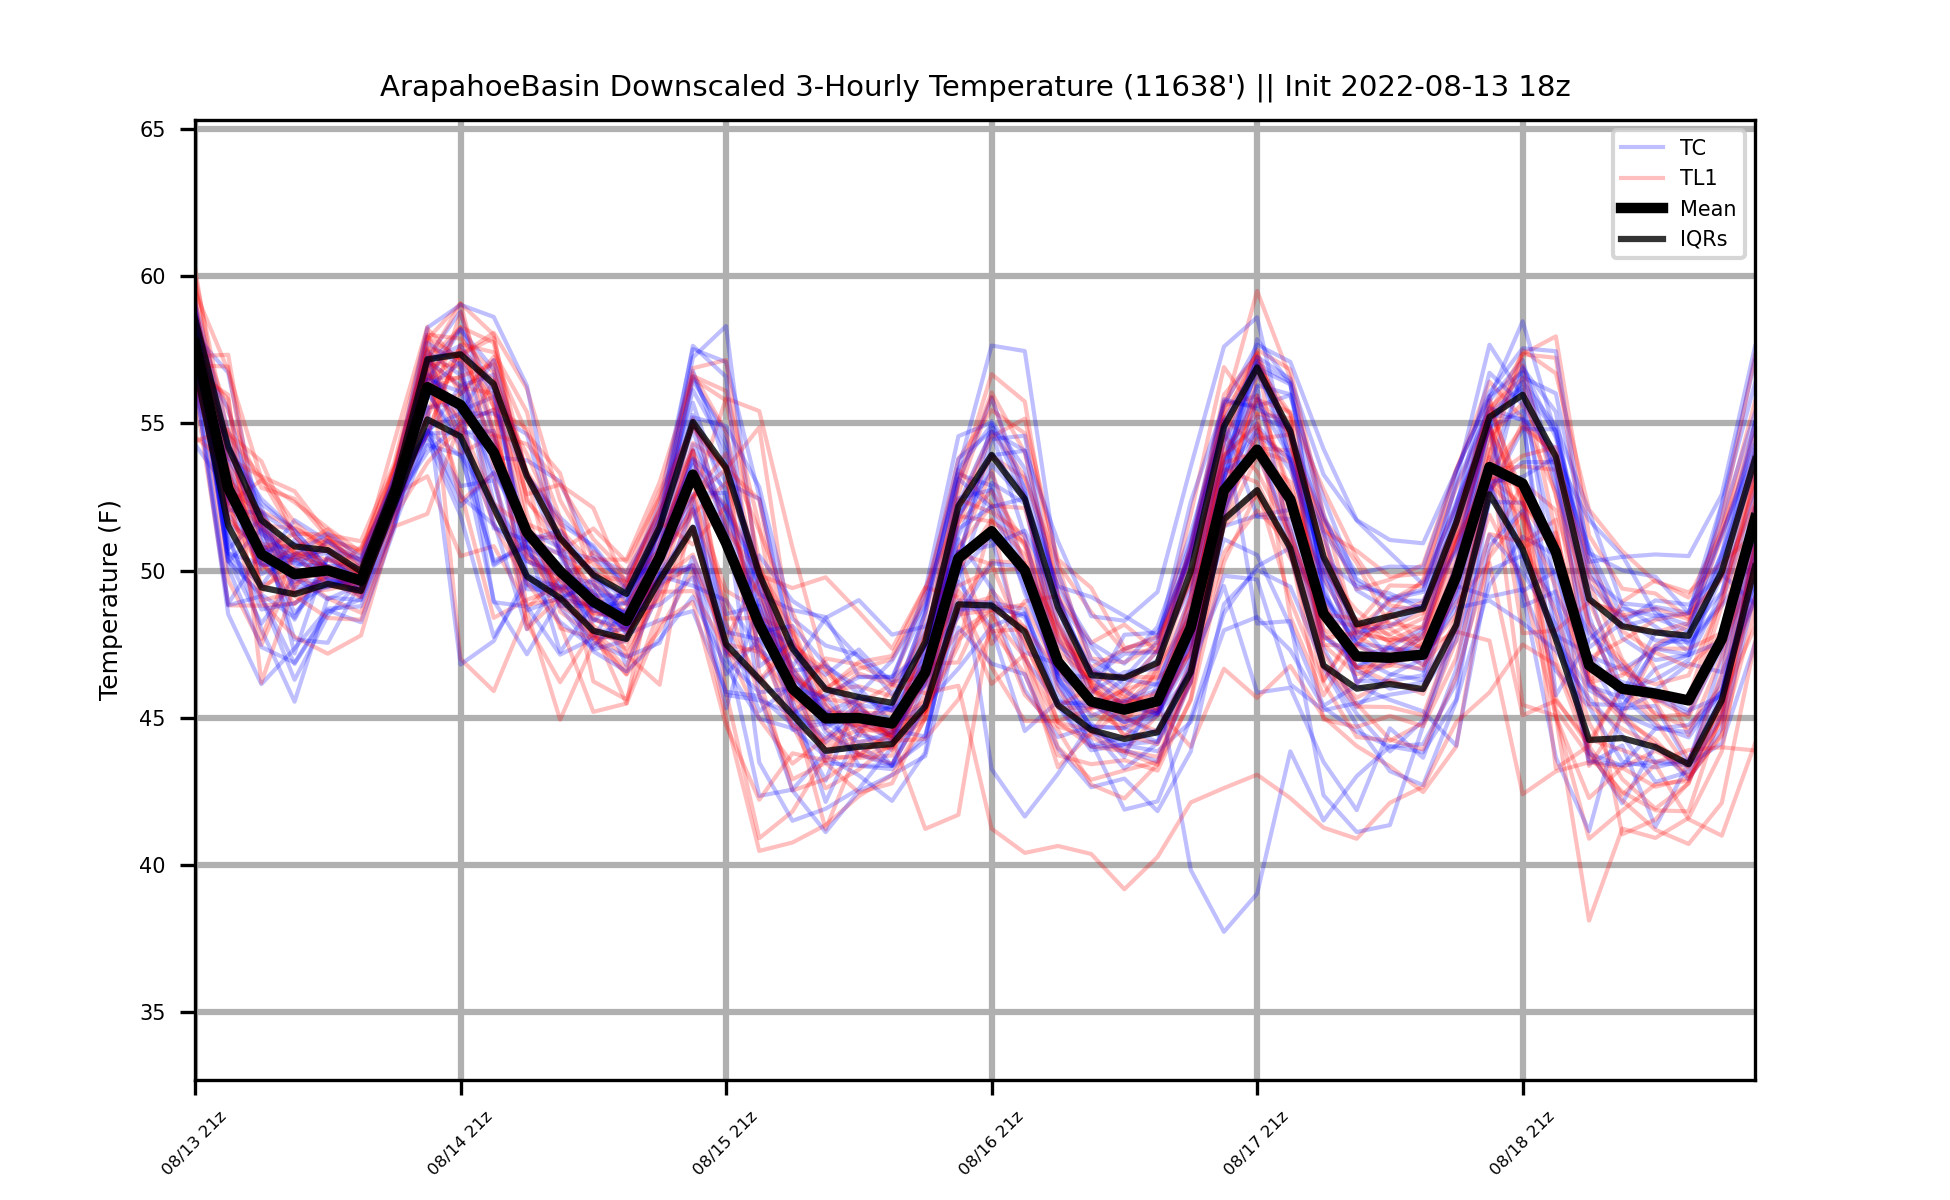 ArapahoeBasin Downscaled 3-Hourly Temperature (11638') || Init 2022-08-13 18z
TC
TL1
Mean
IQRs
Temperature (F)
65
60
55
50
45
40
35
08/13 21z
08/14 21z
08/15 21z
08/16 21z
08/17 21z
08/18 21z